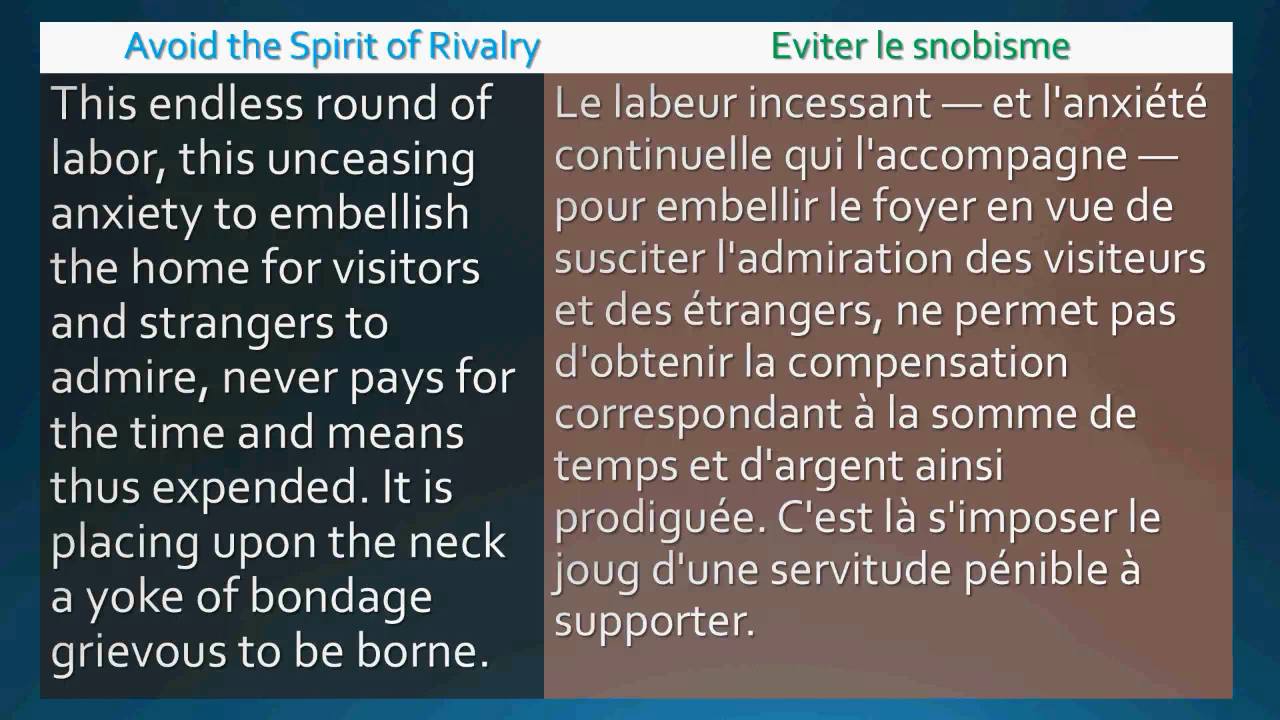 Avoid the Spirit of Rivalry
Eviter le snobisme
This endless round of
labor, this unceasing
anxiety to embellish
the home for visitors
and strangers to
admire, never pays for
the time and means
thus expended. It is
placing upon the neck
a yoke of bondage
grievous to be borne.
Le labeur incessant — et l'anxiété
continuelle qui l'accompagne —
pour embellir le foyer en vue de
susciter l'admiration des visiteurs
et des étrangers, ne permet pas
d'obtenir la compensation
correspondant à la somme de
temps et d'argent ainsi
prodiguée. C'est là s'imposer le
joug d'une servitude pénible à
supporter.